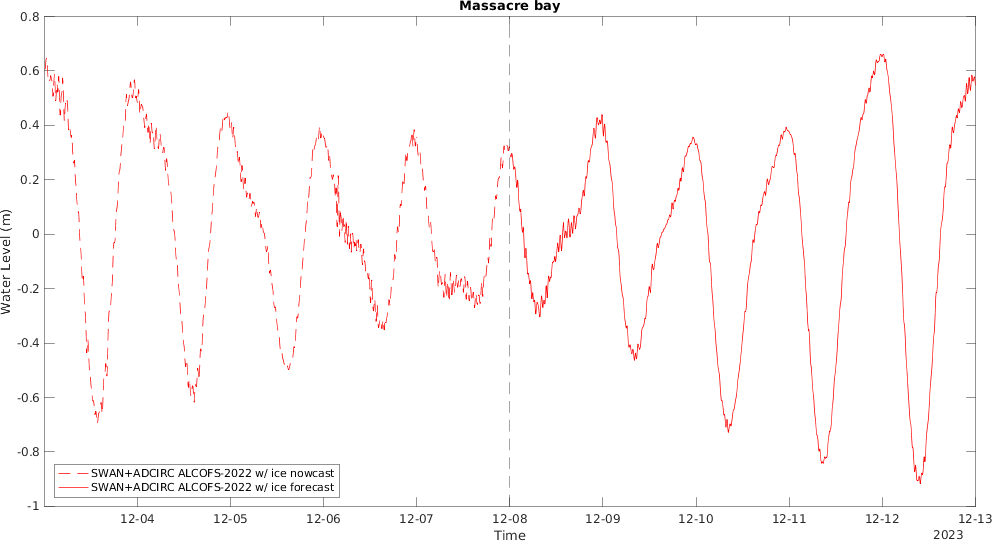 Massacre bay
0.8
0.6
0.4
0.2
0
-0.2
-0.4
-0.6
-0.8
-1
Water Level (m)
SWAN+ADCIRC ALCOFS-2022 w/ ice nowcast
SWAN+ADCIRC ALCOFS-2022 w/ ice forecast
12-04 12-05 12-06 12-07 12-08 12-09 12-10 12-11 12-12 12-13
Time
2023